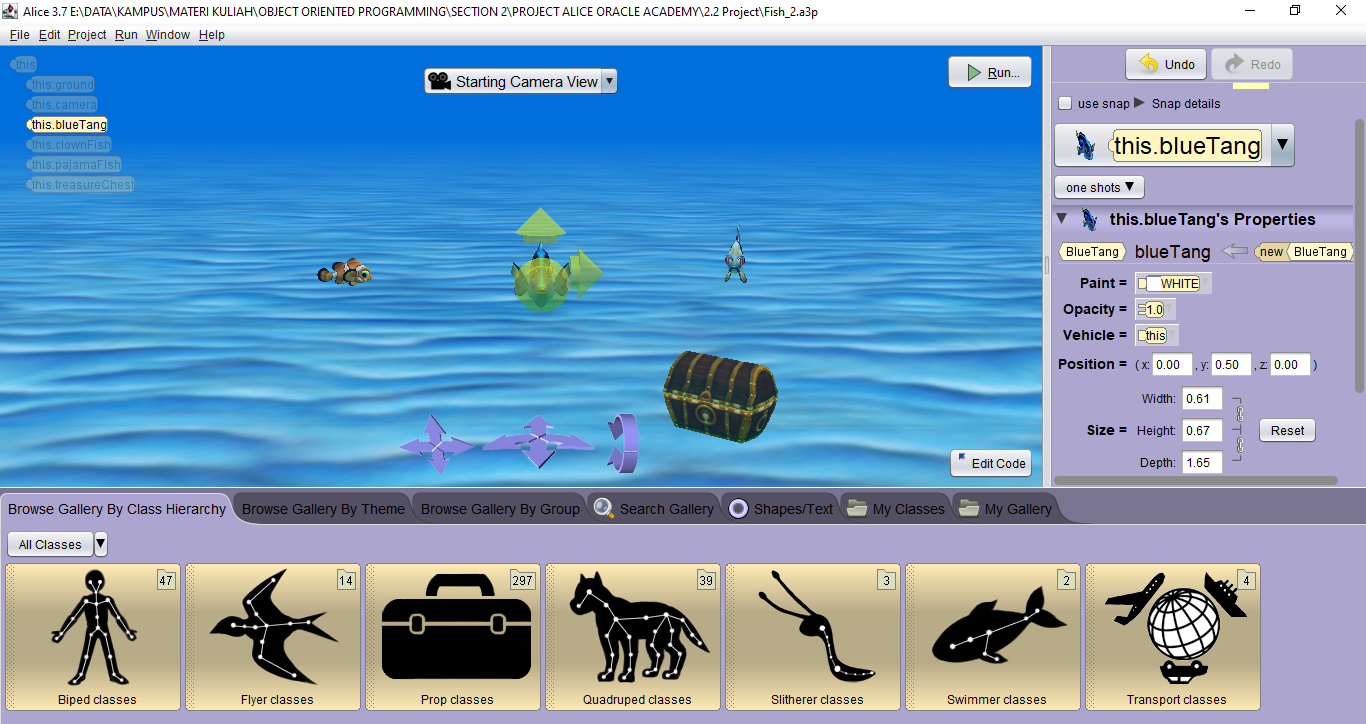 Alice 3.7 E:\DATA\KAMPUS\MATERI KULIAH\OBJECT ORIENTED PROGRAMMING\SECTION 2\PROJECT ALICE ORACLE ACADEMY\2.2 Project\Fish_2.a3p
File Edit Project Run Window Help
this
this.ground
this.camera
this.blueTang
this.clownFish
this.pajamaFish
this.treasureChest
Starting Camera View
Run...
Edit Code
Undo Redo
use snap Snap details
this.blueTang
one shots
this.blueTang's Properties
BlueTang blueTang new BlueTang
Paint = WHITE
Opacity = 1.0
Vehicle = this
Position = ( x: 0.00 , y: 0.50 , z: 0.00 )
Width: 0.61
Size = Height: 0.67 Reset
Depth: 1.65
Browse Gallery By Class Hierarchy Browse Gallery By Theme Browse Gallery By Group Search Gallery Shapes/Text My Classes My Gallery
All Classes
47 14 297 39 3 2 4
Biped classes Flyer classes Prop classes Quadruped classes Slitherer classes Swimmer classes Transport classes